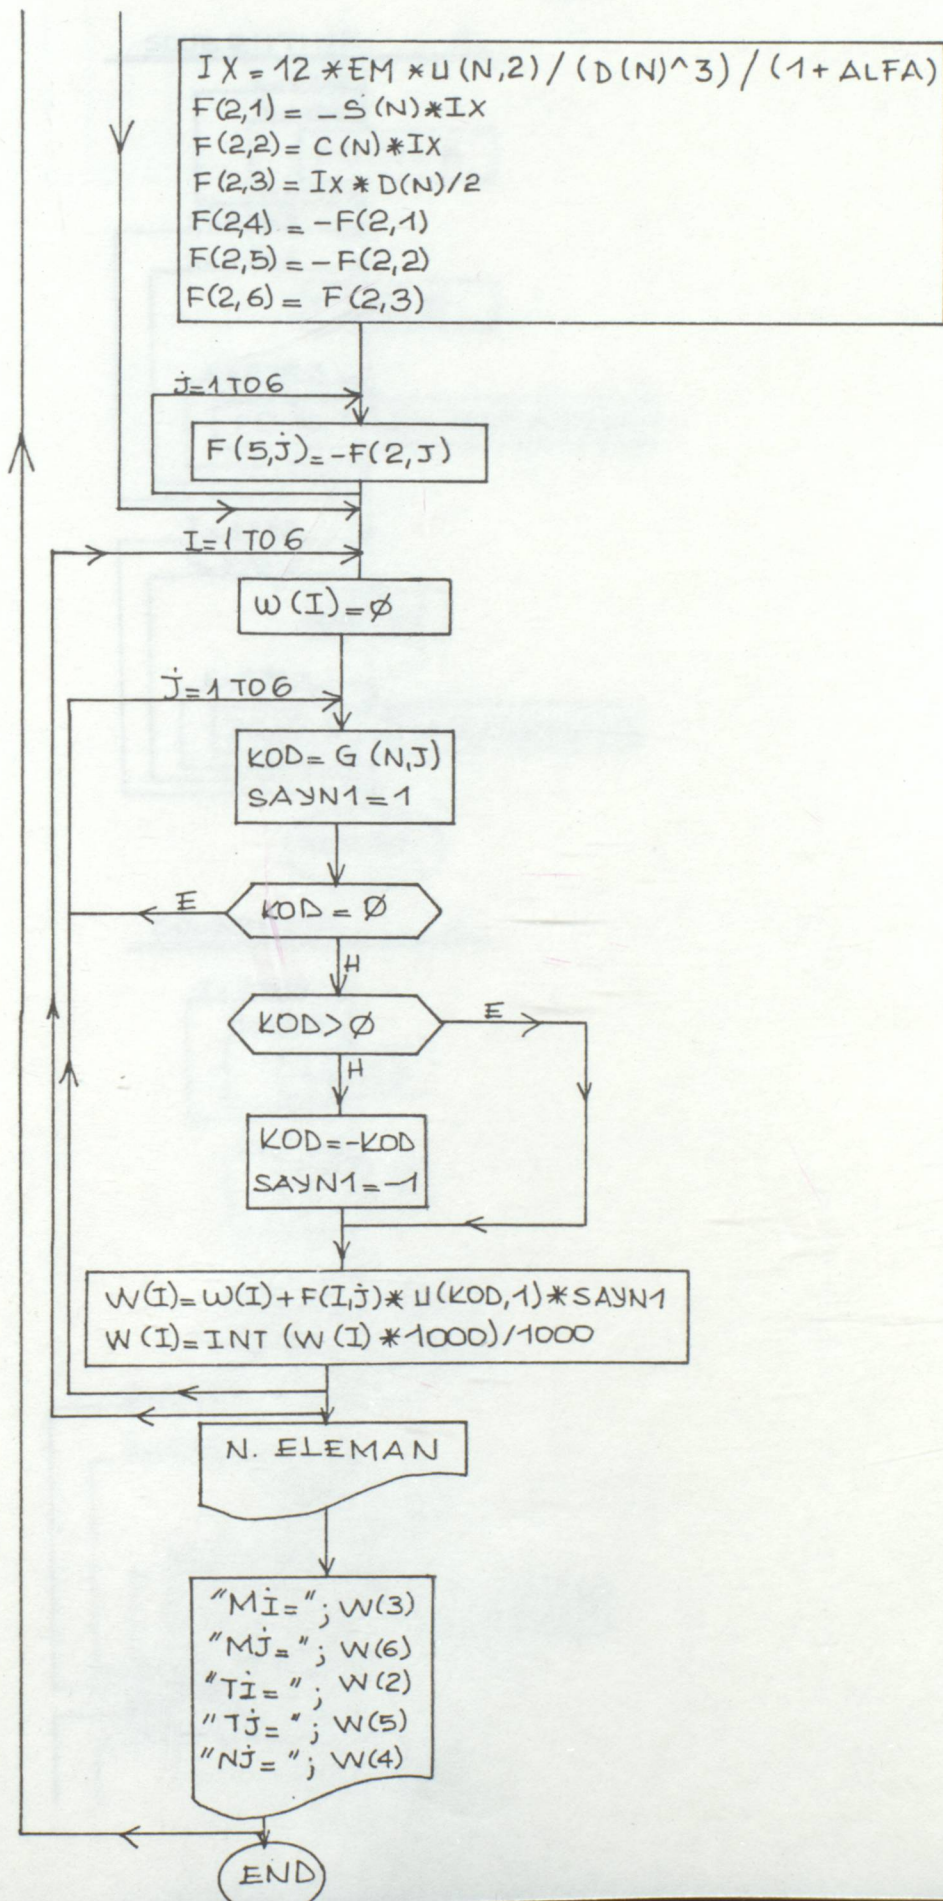 IX = 12 *EM *U(N,2) / (D(N)^3) / (1+ ALFA)
F(2,1) = -S(N)*IX
F(2,2) = C(N)*IX
F(2,3) = IX * D(N)/2
F(2,4) = -F(2,1)
F(2,5) = -F(2,2)
F(2,6) = F(2,3)
J=1 TO 6
F(5,J) = -F(2,J)
I=1 TO 6
W(I) = Ø
J=1 TO 6
KOD = G (N,J)
SAYN1 = 1
E
KOD = Ø
H
KOD > Ø
E
H
KOD = -KOD
SAYN1 = -1
W(I) = W(I) + F(I,J) * U(KOD,1) * SAYN1
W(I) = INT (W(I) *1000)/1000
N. ELEMAN
"Mİ = "; W(3)
"MJ = "; W(6)
"Tİ = "; W(2)
"TJ = "; W(5)
"NJ = "; W(4)
END